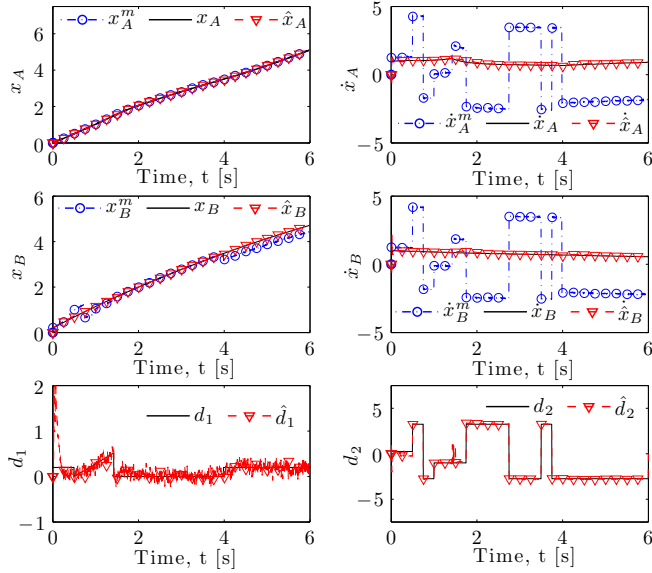 x_A^m x_A x̂_A
x_A
6
4
2
0
0 2 4 6
Time, t [s]
ẋ_A^m ẋ_A x̂̇_A
ẋ_A
5
0
−5
0 2 4 6
Time, t [s]
x_B^m x_B x̂_B
x_B
6
4
2
0
0 2 4 6
Time, t [s]
ẋ_B^m ẋ_B x̂̇_B
ẋ_B
5
0
−5
0 2 4 6
Time, t [s]
d_1 d̂_1
d_1
2
1
0
−1
0 2 4 6
Time, t [s]
d_2 d̂_2
d_2
5
0
−5
0 2 4 6
Time, t [s]